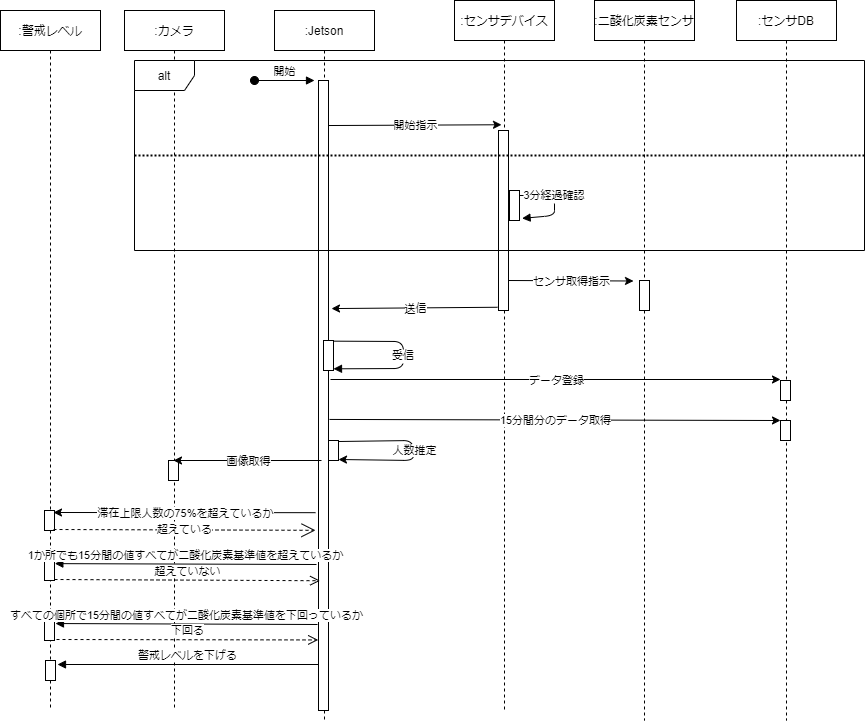 :警戒レベル
:カメラ
:Jetson
:センサデバイス
:二酸化炭素センサ
:センサDB
alt
開始
開始指示
3分経過確認
センサ取得指示
送信
受信
データ登録
15分間分のデータ取得
人数推定
画像取得
滞在上限人数の75%を超えているか
超えている
1か所でも15分間の値すべてが二酸化炭素基準値を超えているか
超えていない
すべての個所で15分間の値すべてが二酸化炭素基準値を下回っているか
下回る
警戒レベルを下げる